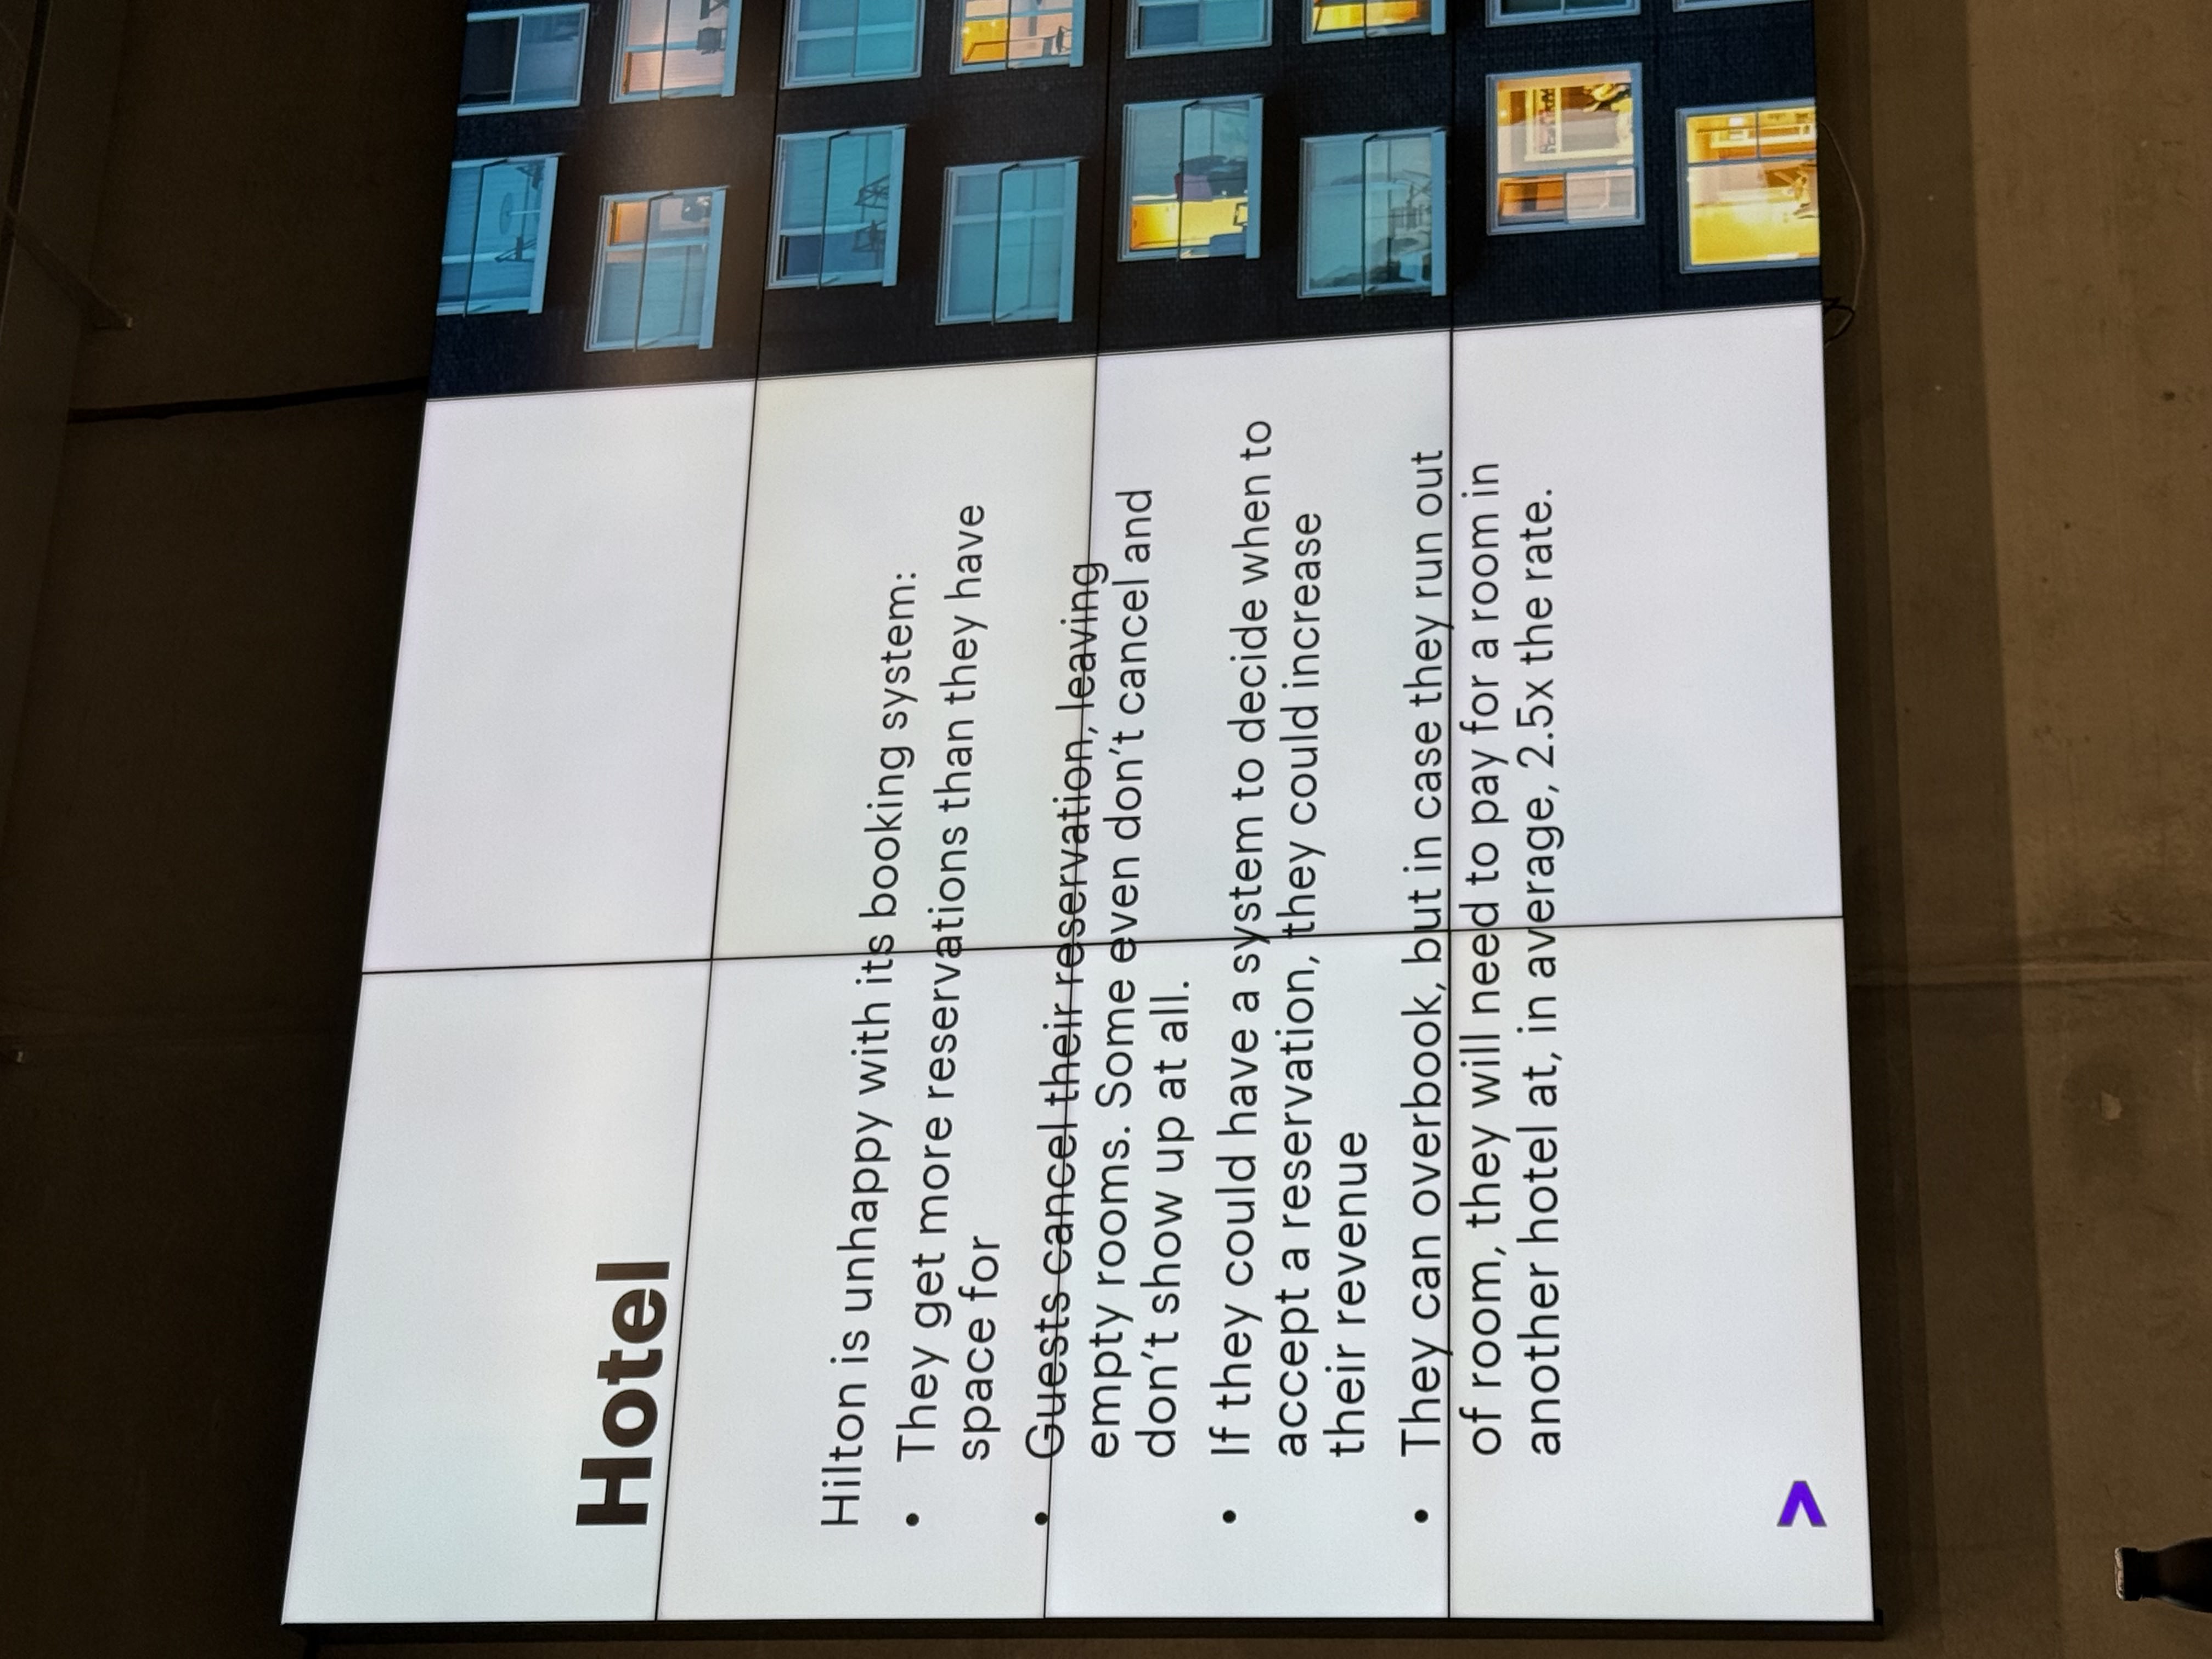 Hotel
Hilton is unhappy with its booking system:
• They get more reservations than they have
space for
• Guests cancel their reservation, leaving
empty rooms. Some even don't cancel and
don't show up at all.
• If they could have a system to decide when to
accept a reservation, they could increase
their revenue
• They can overbook, but in case they run out
of room, they will need to pay for a room in
another hotel at, in average, 2.5x the rate.
>